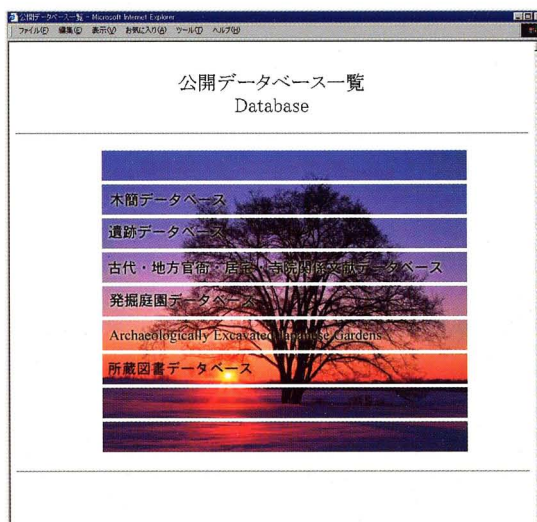 公開データベース一覧 - Microsoft Internet Explorer
ファイル(F) 編集(E) 表示(V) お気に入り(A) ツール(T) ヘルプ(H)
公開データベース一覧
Database
木簡データベース
遺跡データベース
古代・地方官衙・居宅・寺院関係文献データベース
発掘庭園データベース
Archaeologically Excavated Japanese Gardens
所蔵図書データベース